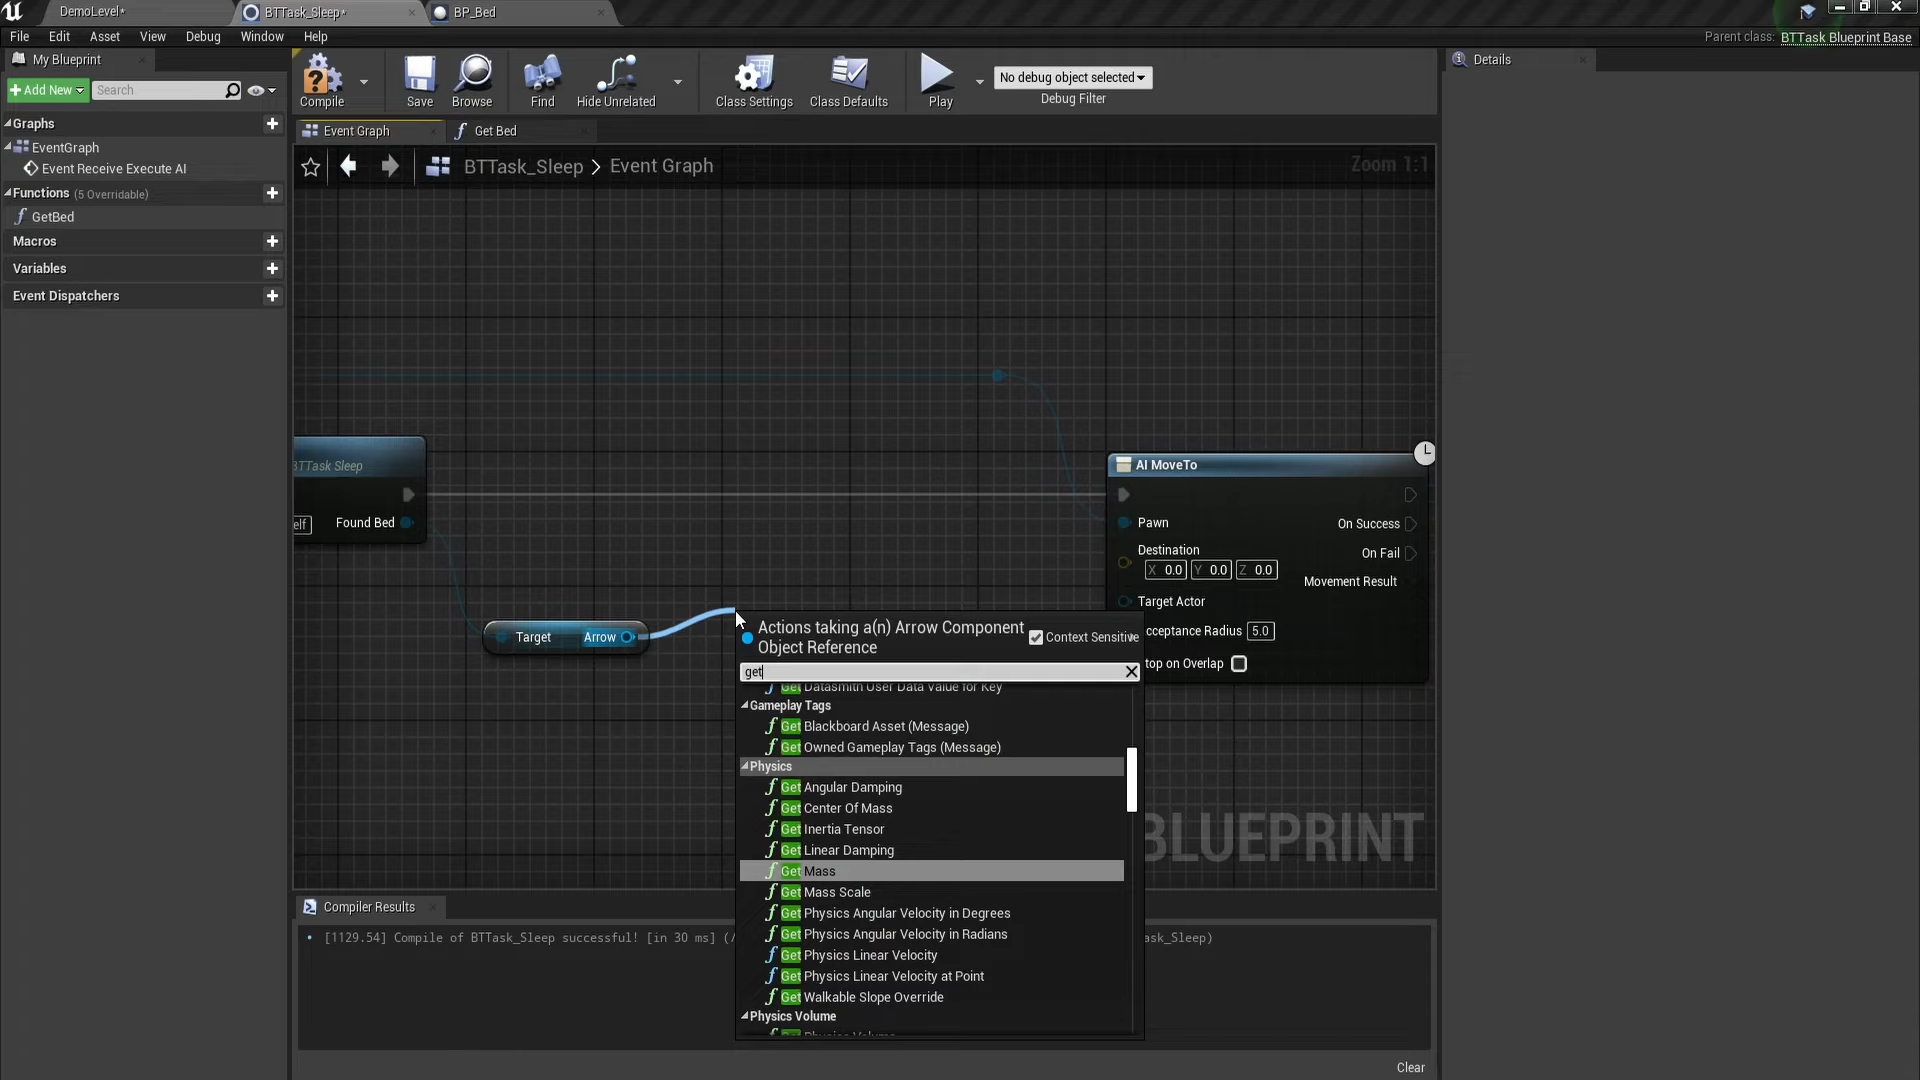 DemoLevel*
BTTask_Sleep*
BP_Bed
File Edit Asset View Debug Window Help
Parent class: BTTask Blueprint Base
My Blueprint
Add New
Search
Compile
Save
Browse
Find
Hide Unrelated
Class Settings
Class Defaults
Play
No debug object selected
Debug Filter
Details
Graphs
EventGraph
Event Receive Execute AI
Functions (5 Overridable)
GetBed
Macros
Variables
Event Dispatchers
Event Graph
Get Bed
BTTask_Sleep > Event Graph
Zoom 1:1
BTTask Sleep
elf
Found Bed
Target Arrow
AI MoveTo
Pawn
On Success
Destination
On Fail
X 0.0 Y 0.0 Z 0.0
Movement Result
Target Actor
cceptance Radius 5.0
top on Overlap
Actions taking a(n) Arrow Component
Object Reference
Context Sensitive
get
Get Datasmith User Data Value for Key
Gameplay Tags
Get Blackboard Asset (Message)
Get Owned Gameplay Tags (Message)
Physics
Get Angular Damping
Get Center Of Mass
Get Inertia Tensor
Get Linear Damping
Get Mass
Get Mass Scale
Get Physics Angular Velocity in Degrees
Get Physics Angular Velocity in Radians
Get Physics Linear Velocity
Get Physics Linear Velocity at Point
Get Walkable Slope Override
Physics Volume
BLUEPRINT
Compiler Results
[1129.54] Compile of BTTask_Sleep successful! [in 30 ms] (/
ask_Sleep)
Clear